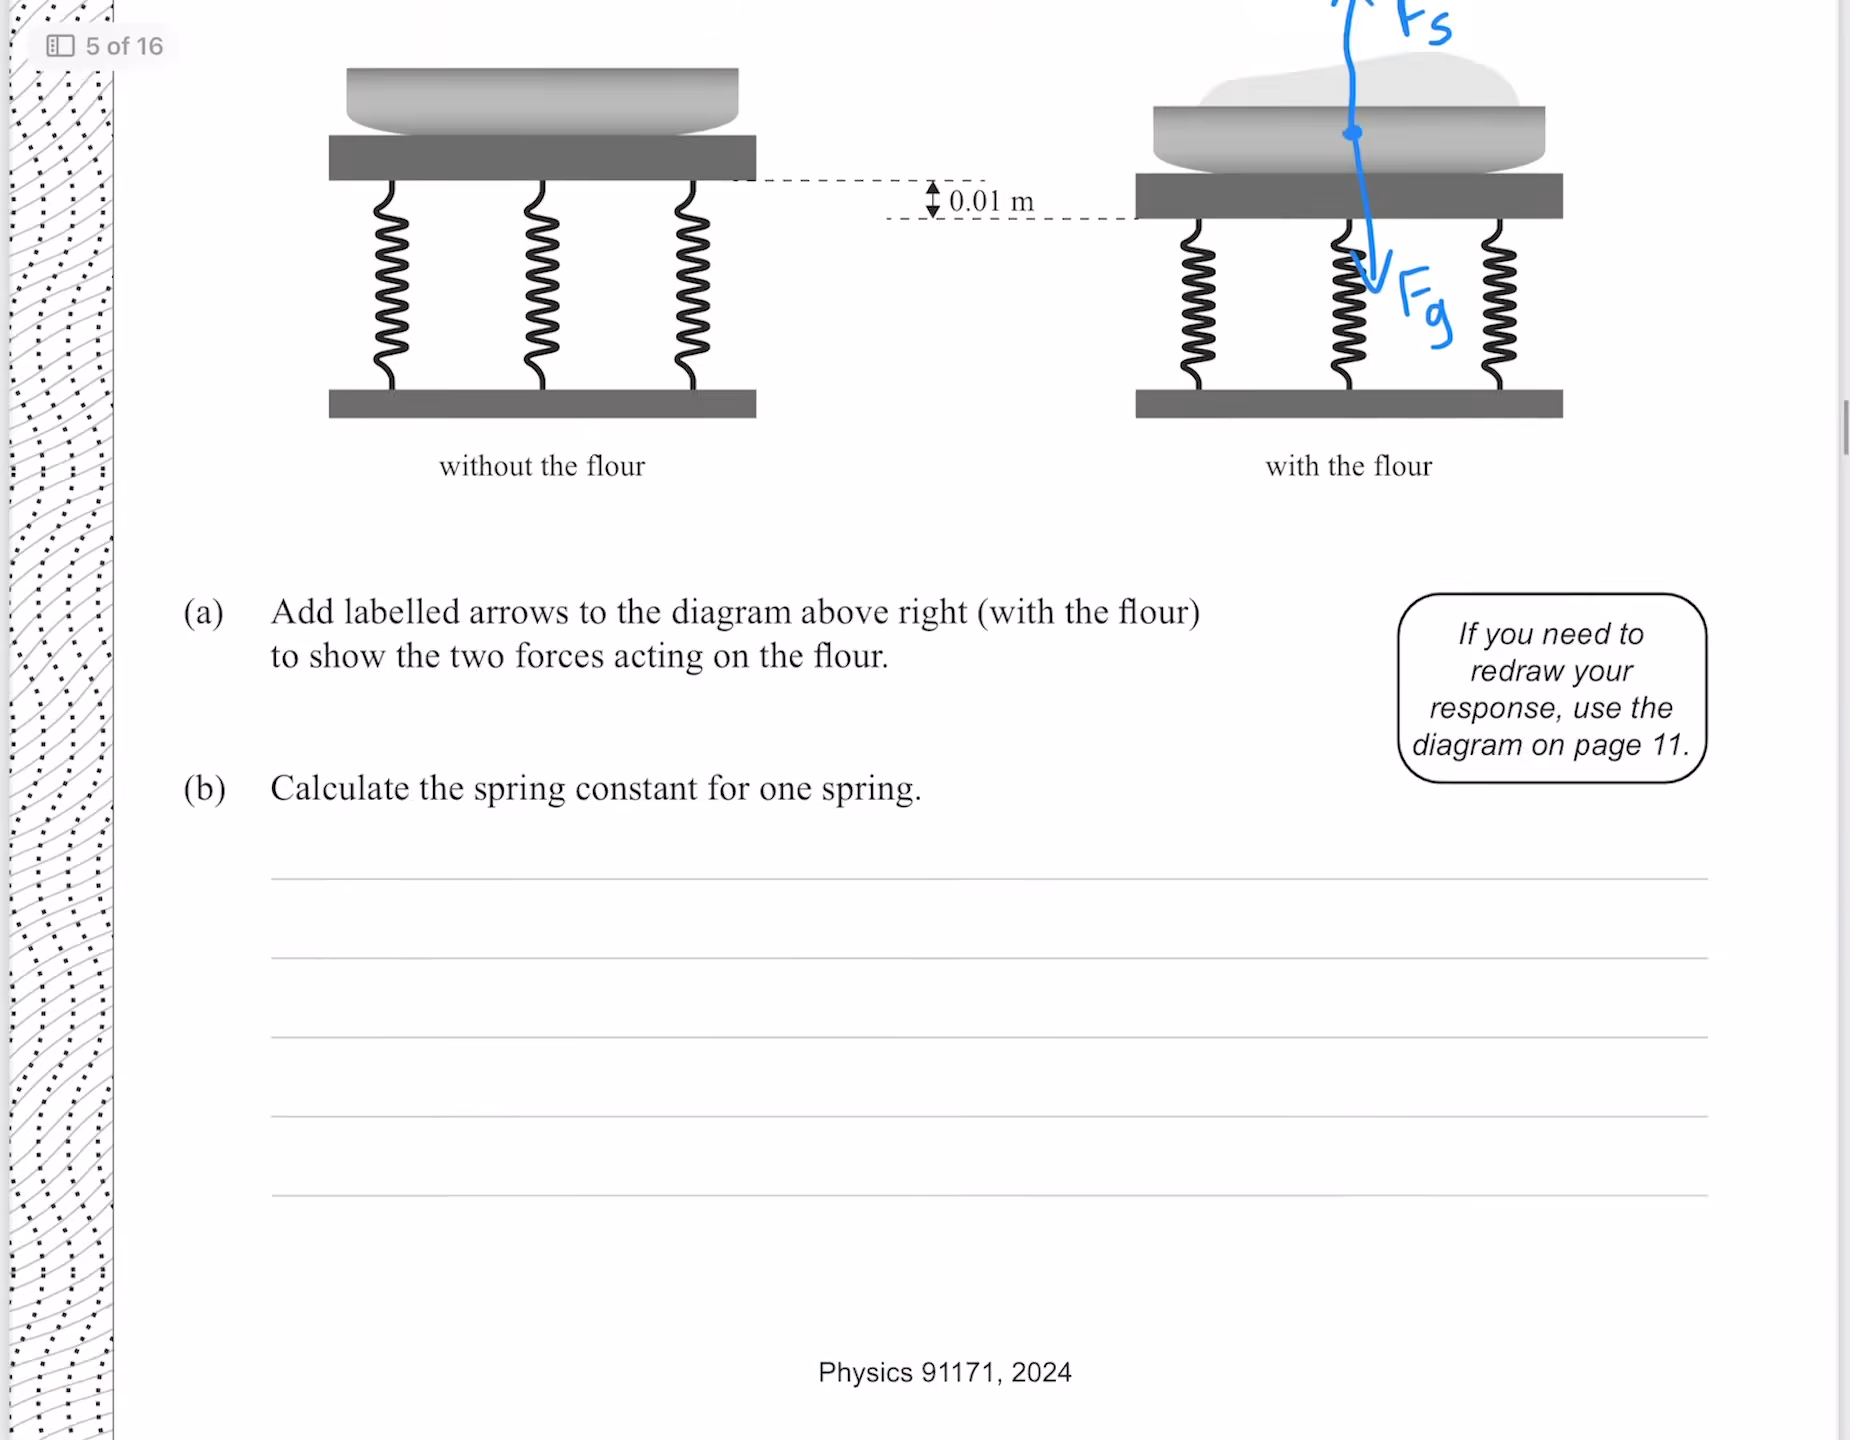 5 of 16
Fs
0.01 m
Fg
without the flour
with the flour
(a) Add labelled arrows to the diagram above right (with the flour)
to show the two forces acting on the flour.
If you need to
redraw your
response, use the
diagram on page 11.
(b) Calculate the spring constant for one spring.
Physics 91171, 2024